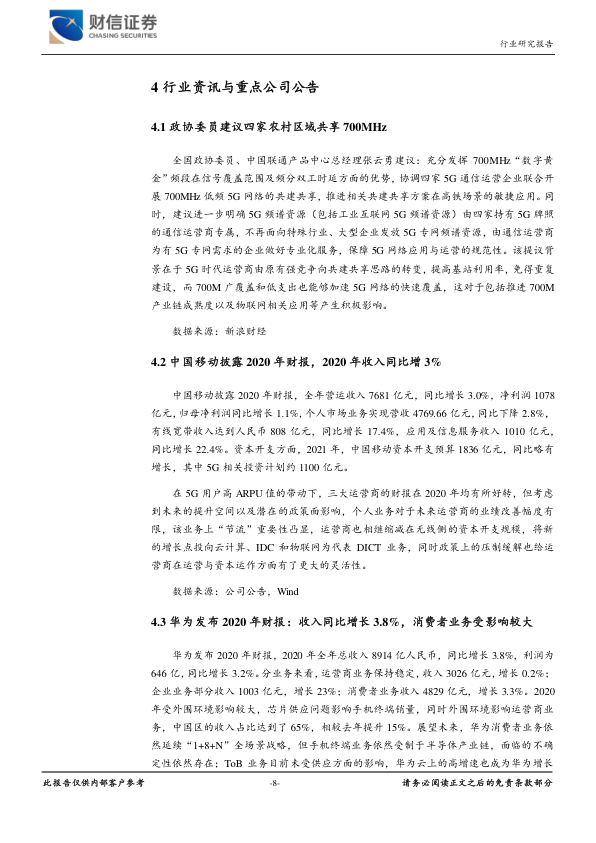 财信证券
CHASING SECURITIES
行业研究报告
4 行业资讯与重点公司公告
4.1 政协委员建议四家农村区域共享 700MHz
全国政协委员、中国联通产品中心总经理张云勇建议：充分发挥 700MHz“数字黄
金”频段在信号覆盖范围及频分双工时延方面的优势，协调四家 5G 通信运营企业联合开
展 700MHz 低频 5G 网络的共建共享，推进相关共建共享方案在高铁场景的敏捷应用。同
时，建议进一步明确 5G 频谱资源（包括工业互联网 5G 频谱资源）由四家持有 5G 牌照
的通信运营商专属，不再面向特殊行业、大型企业发放 5G 专网频谱资源，由通信运营商
为有 5G 专网需求的企业做好专业化服务，保障 5G 网络应用与运营的规范性。该提议背
景在于 5G 时代运营商由原有强竞争向共建共享思路的转变，提高基站利用率，免得重复
建设，而 700M 广覆盖和低支出也能够加速 5G 网络的快速覆盖，这对于包括推进 700M
产业链成熟度以及物联网相关应用等产生积极影响。
数据来源：新浪财经
4.2 中国移动披露 2020 年财报，2020 年收入同比增 3%
中国移动披露 2020 年财报，全年营运收入 7681 亿元，同比增长 3.0%，净利润 1078
亿元，归母净利润同比增长 1.1%，个人市场业务实现营收 4769.66 亿元，同比下降 2.8%，
有线宽带收入达到人民币 808 亿元，同比增长 17.4%，应用及信息服务收入 1010 亿元，
同比增长 22.4%。资本开支方面，2021 年，中国移动资本开支预算 1836 亿元，同比略有
增长，其中 5G 相关投资计划约 1100 亿元。
在 5G 用户高 ARPU 值的带动下，三大运营商的财报在 2020 年均有所好转，但考虑
到未来的提升空间以及潜在的政策面影响，个人业务对于未来运营商的业绩改善幅度有
限，该业务上“节流”重要性凸显，运营商也相继缩减在无线侧的资本开支规模，将新
的增长点投向云计算、IDC 和物联网为代表 DICT 业务，同时政策上的压制缓解也给运
营商在运营与资本运作方面有了更大的灵活性。
数据来源：公司公告，Wind
4.3 华为发布 2020 年财报：收入同比增长 3.8%，消费者业务受影响较大
华为发布 2020 年财报，2020 年全年总收入 8914 亿人民币，同比增长 3.8%，利润为
646 亿，同比增长 3.2%。分业务来看，运营商业务保持稳定，收入 3026 亿元，增长 0.2%；
企业业务部分收入 1003 亿元，增长 23%；消费者业务收入 4829 亿元，增长 3.3%。2020
年受外围环境影响较大，芯片供应问题影响手机终端销量，同时外围环境影响运营商业
务，中国区的收入占比达到了 65%，相较去年提升 15%。展望未来，华为消费者业务依
然延续“1+8+N”全场景战略，但手机终端业务依然受制于半导体产业链，面临的不确
定性依然存在；ToB 业务目前未受供应方面的影响，华为云上的高增速也成为华为增长
此报告仅供内部客户参考
-8-
请务必阅读正文之后的免责条款部分